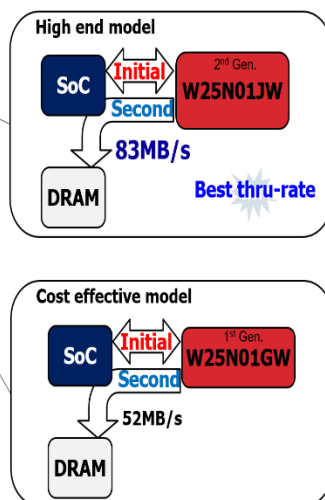 High end model
SoC
Initial
2nd Gen.
W25N01JW
Second
83MB/s
DRAM
Best thru-rate
Cost effective model
SoC
Initial
1st Gen.
W25N01GW
Second
52MB/s
DRAM